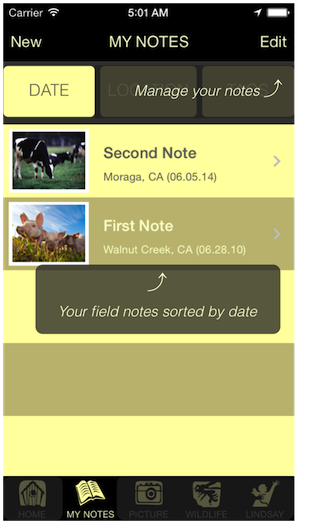 Carrier 5:01 AM
New MY NOTES Edit
DATE
Manage your notes
Second Note
Moraga, CA (06.05.14)
First Note
Walnut Creek, CA (06.28.10)
Your field notes sorted by date
HOME MY NOTES PICTURE WILDLIFE LINDSAY